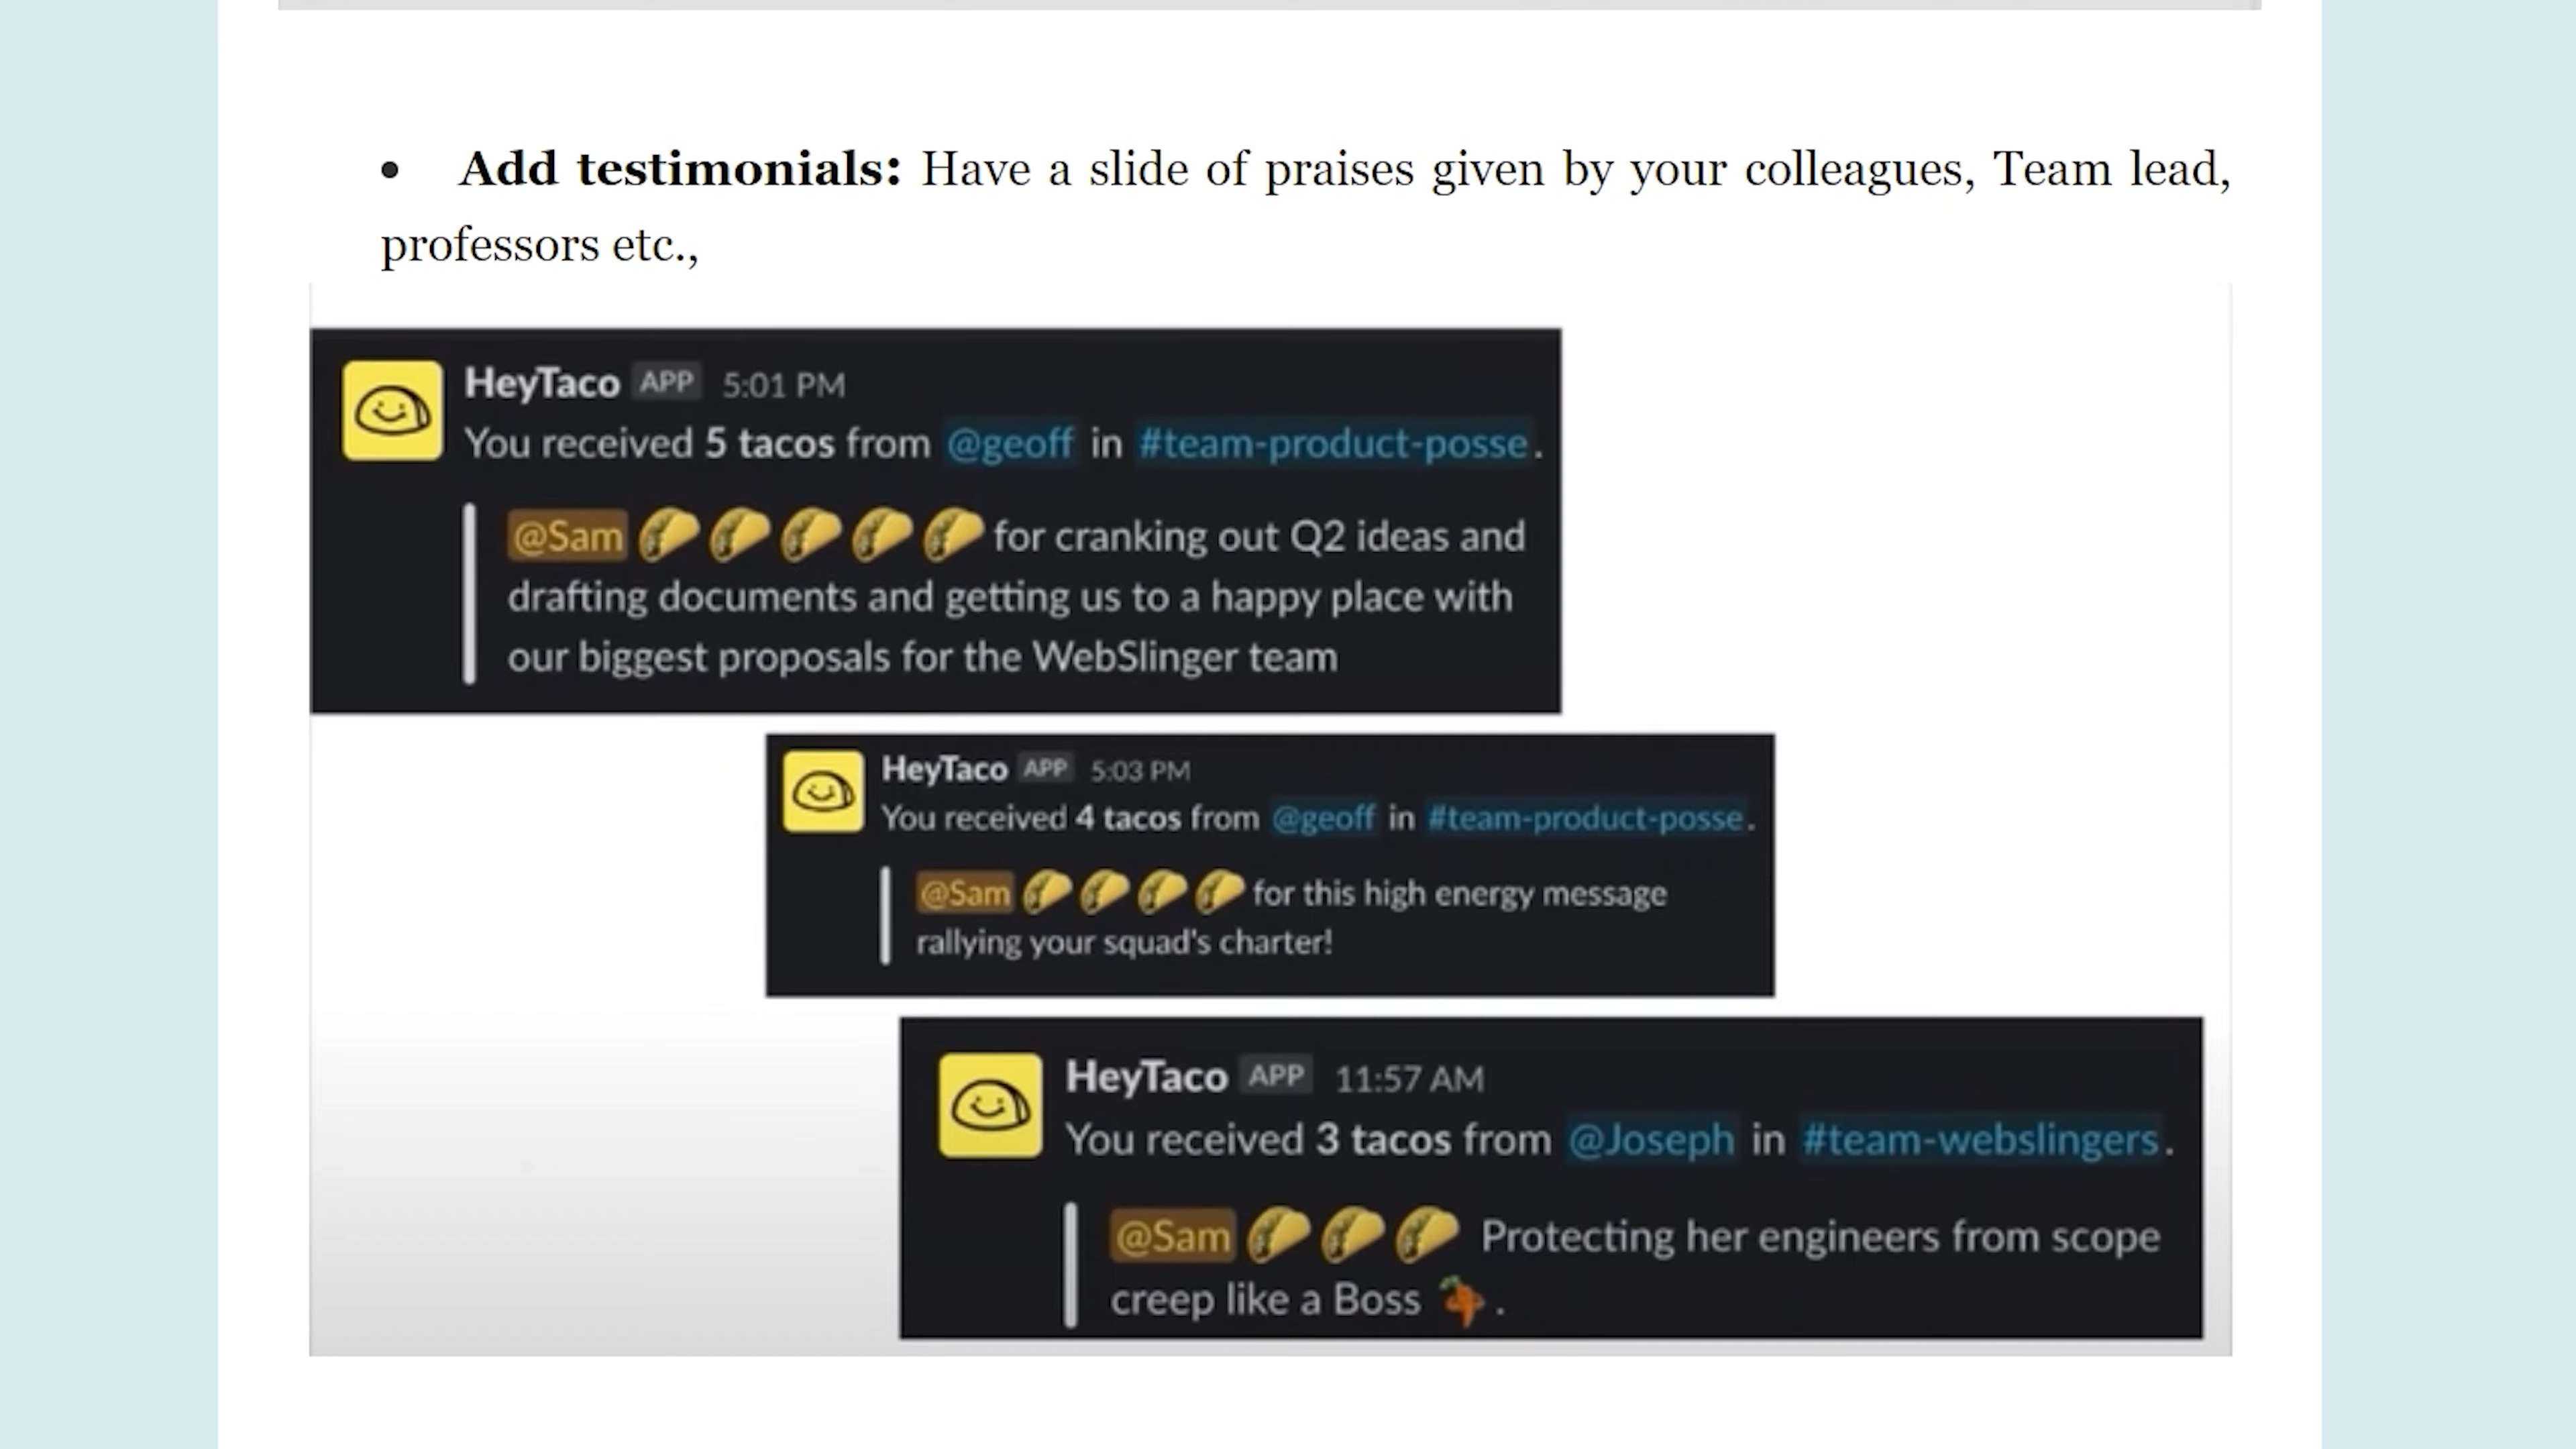 • Add testimonials: Have a slide of praises given by your colleagues, Team lead,
professors etc.,
HeyTaco APP 5:01 PM
You received 5 tacos from @geoff in #team-product-posse.
@Sam 🌮🌮🌮🌮🌮 for cranking out Q2 ideas and
drafting documents and getting us to a happy place with
our biggest proposals for the WebSlinger team
HeyTaco APP 5:03 PM
You received 4 tacos from @geoff in #team-product-posse.
@Sam 🌮🌮🌮🌮 for this high energy message
rallying your squad's charter!
HeyTaco APP 11:57 AM
You received 3 tacos from @Joseph in #team-webslingers.
@Sam 🌮🌮🌮 Protecting her engineers from scope
creep like a Boss .